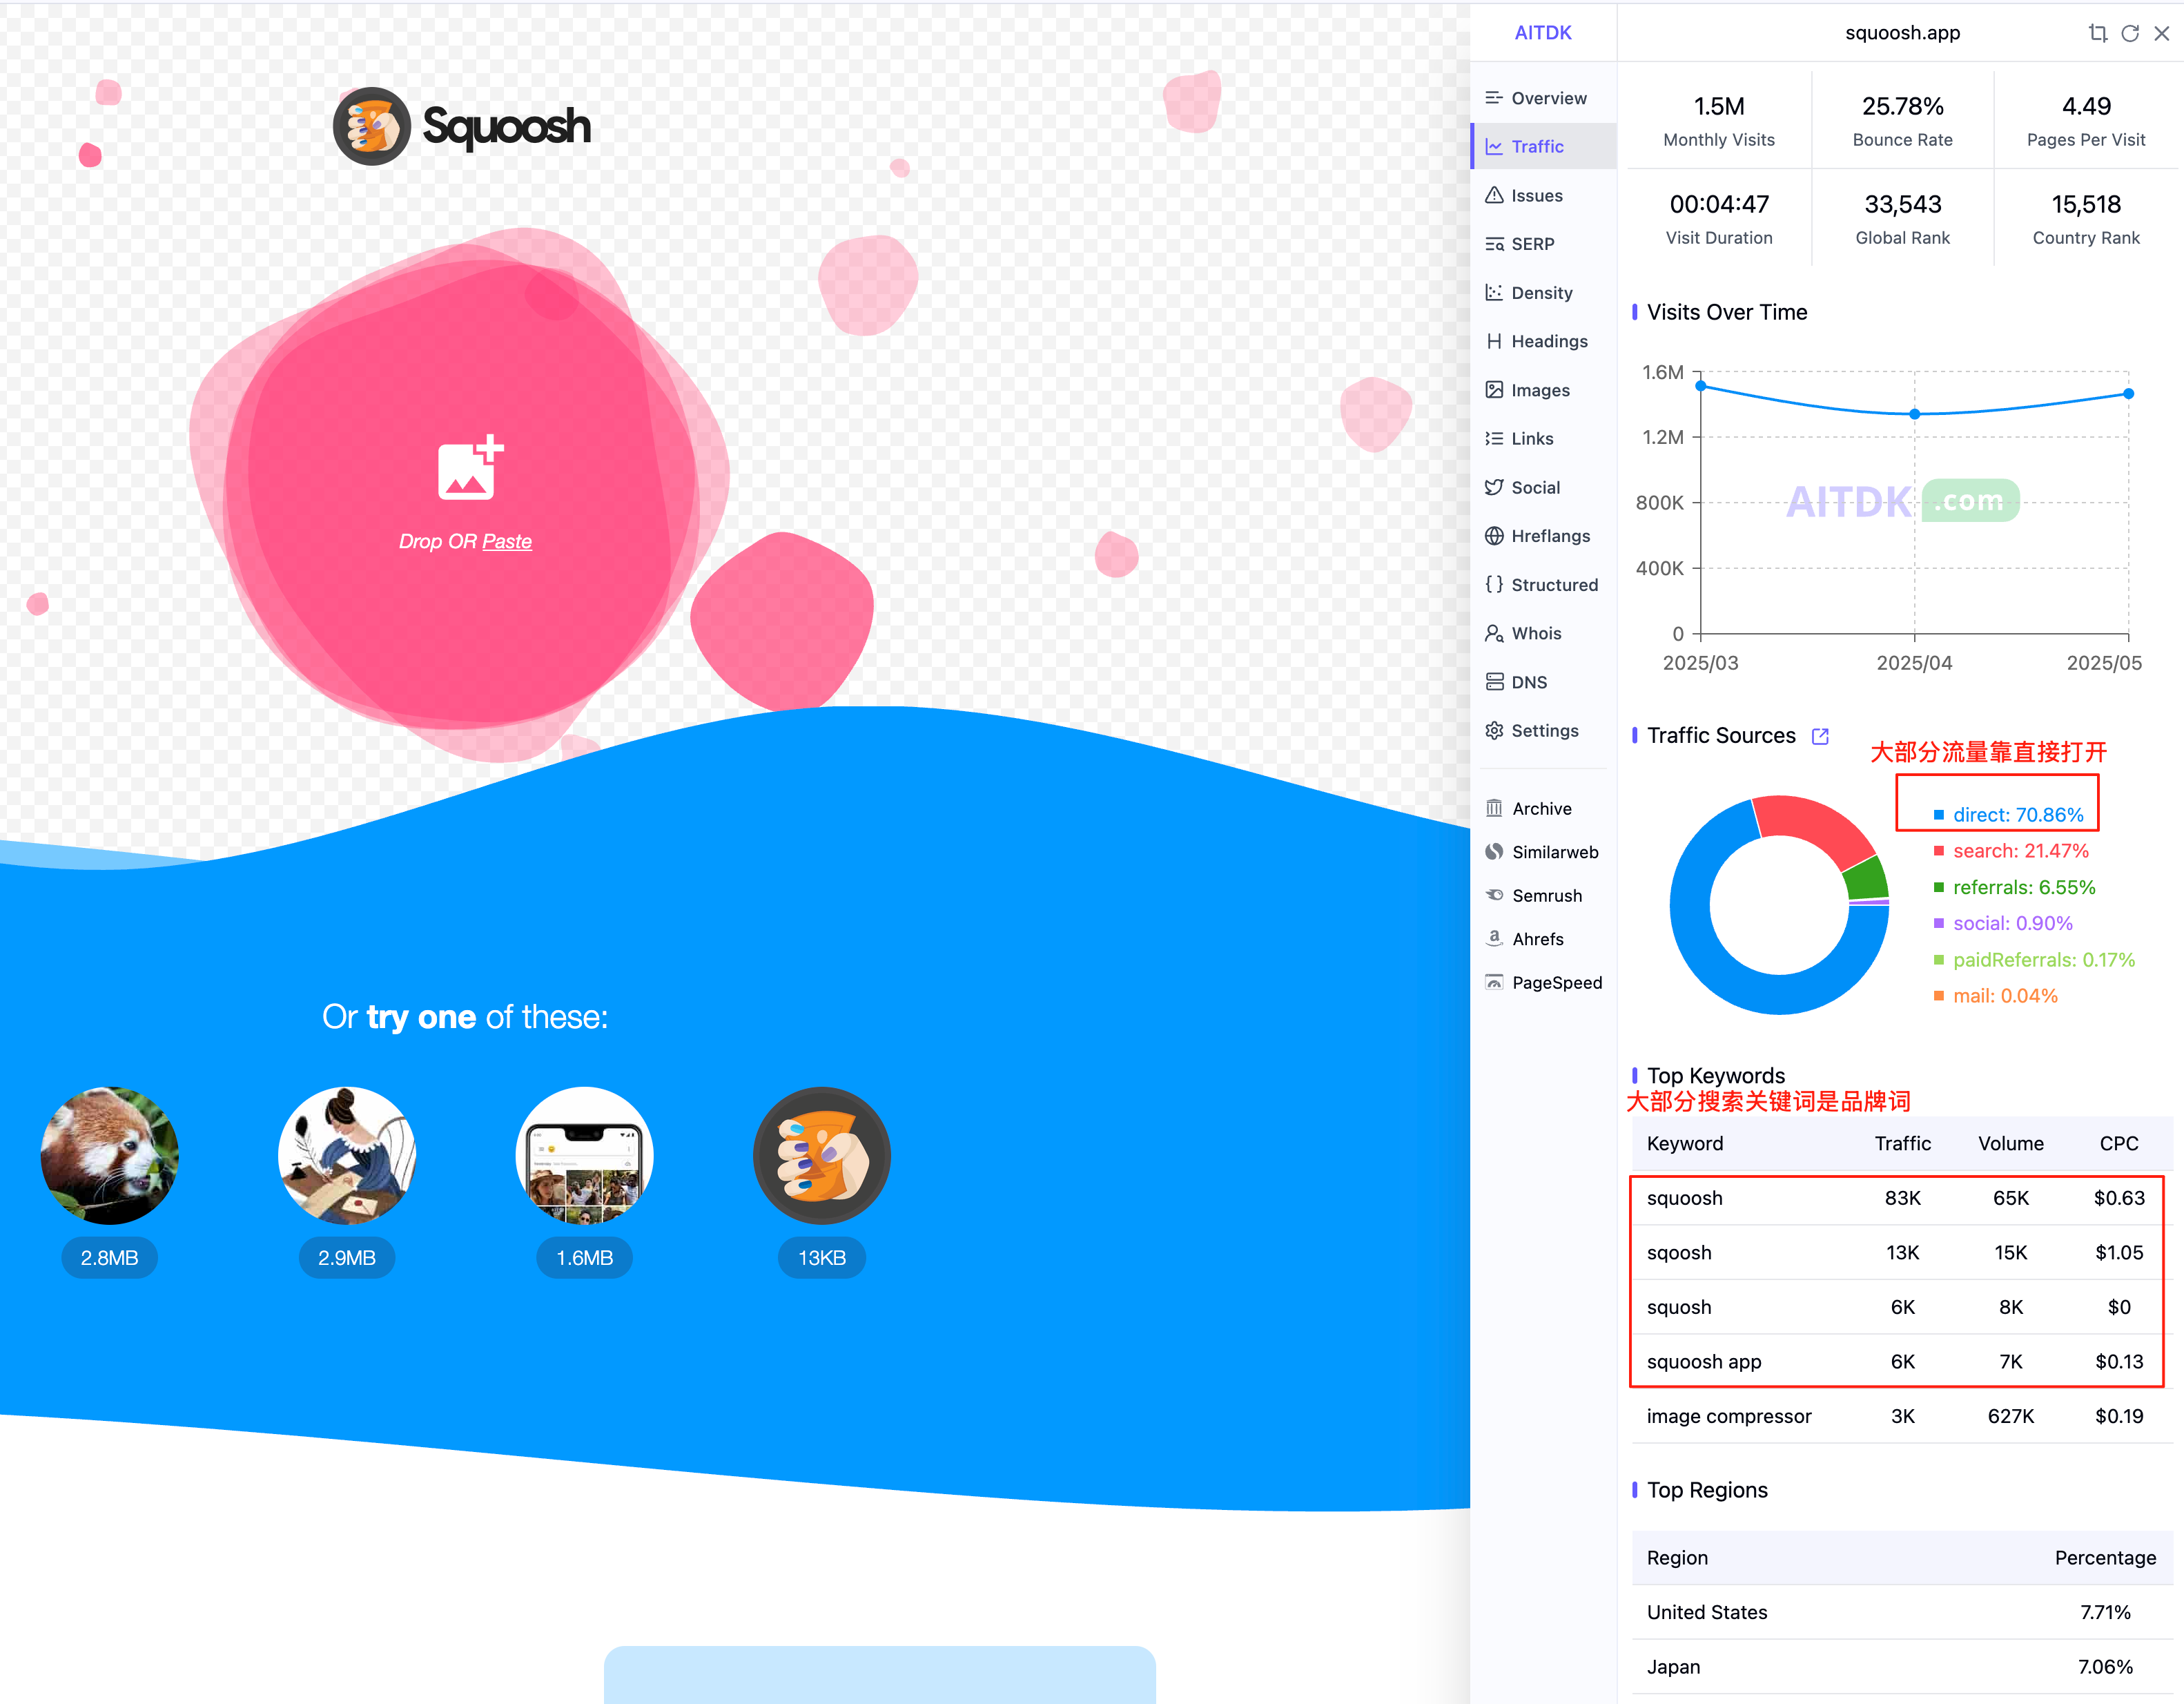 Squoosh
Drop OR Paste
Or try one of these:
2.8MB
2.9MB
1.6MB
13KB
AITDK
squoosh.app
Overview
Traffic
Issues
SERP
Density
Headings
Images
Links
Social
Hreflangs
Structured
Whois
DNS
Settings
Archive
Similarweb
Semrush
Ahrefs
PageSpeed
1.5M
Monthly Visits
25.78%
Bounce Rate
4.49
Pages Per Visit
00:04:47
Visit Duration
33,543
Global Rank
15,518
Country Rank
Visits Over Time
1.6M
1.2M
800K
400K
0
2025/03 2025/04 2025/05
AITDK .com
Traffic Sources
大部分流量靠直接打开
direct: 70.86%
search: 21.47%
referrals: 6.55%
social: 0.90%
paidReferrals: 0.17%
mail: 0.04%
Top Keywords
大部分搜索关键词是品牌词
Keyword Traffic Volume CPC
squoosh 83K 65K $0.63
sqoosh 13K 15K $1.05
squosh 6K 8K $0
squoosh app 6K 7K $0.13
image compressor 3K 627K $0.19
Top Regions
Region Percentage
United States 7.71%
Japan 7.06%